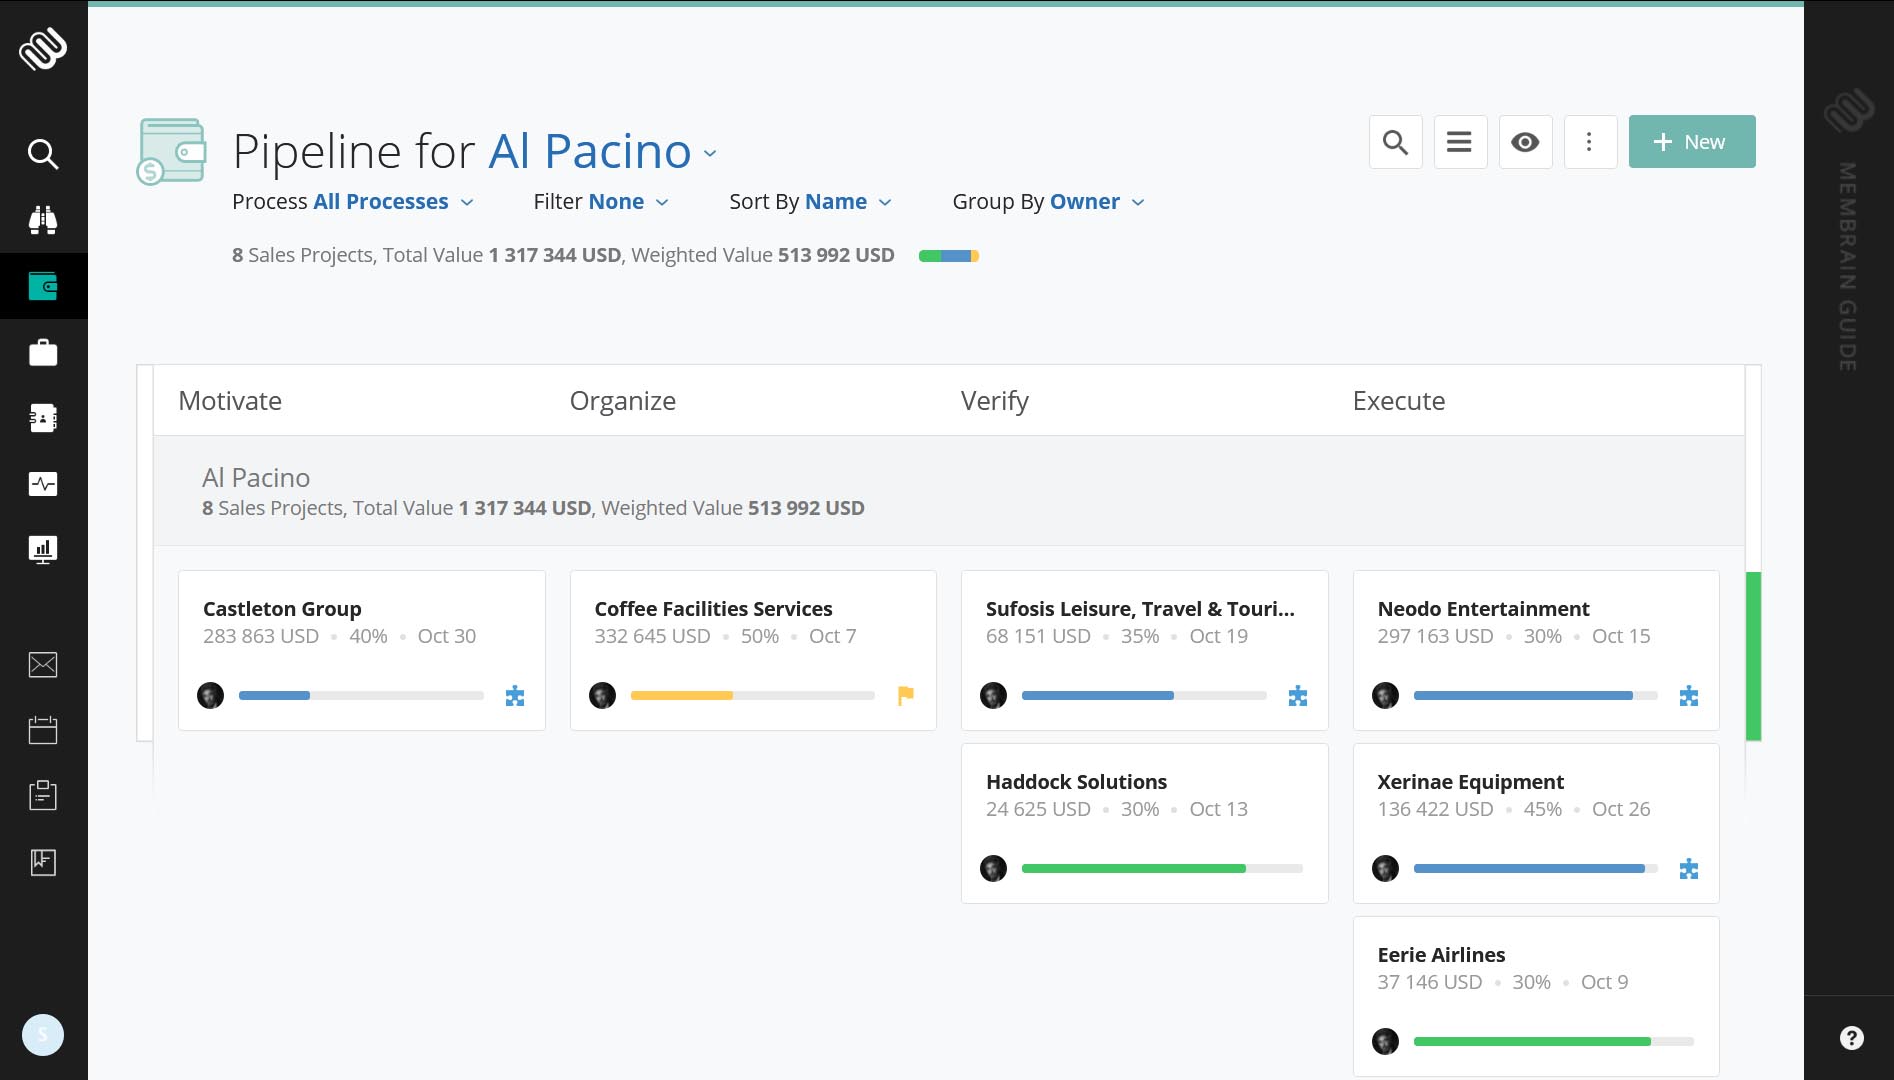 Pipeline for Al Pacino
New
Process All Processes
Filter None
Sort By Name
Group By Owner
8 Sales Projects, Total Value 1 317 344 USD, Weighted Value 513 992 USD
MEMBRAIN GUIDE
Motivate
Organize
Verify
Execute
Al Pacino
8 Sales Projects, Total Value 1 317 344 USD, Weighted Value 513 992 USD
Castleton Group
283 863 USD • 40% • Oct 30
Coffee Facilities Services
332 645 USD • 50% • Oct 7
Sufosis Leisure, Travel & Touri...
68 151 USD • 35% • Oct 19
Neodo Entertainment
297 163 USD • 30% • Oct 15
Haddock Solutions
24 625 USD • 30% • Oct 13
Xerinae Equipment
136 422 USD • 45% • Oct 26
Eerie Airlines
37 146 USD • 30% • Oct 9
S